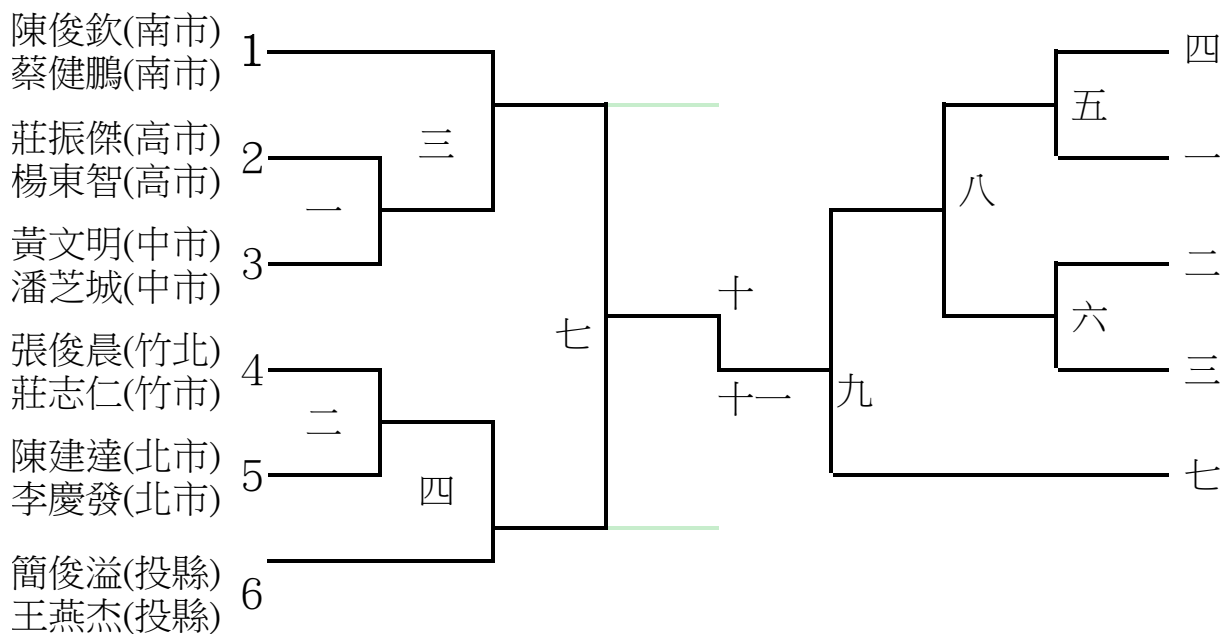 陳俊欽(南市)
蔡健鵬(南市)
1
莊振傑(高市)
楊東智(高市)
2
黃文明(中市)
潘芝城(中市)
3
張俊晨(竹北)
莊志仁(竹市)
4
陳建達(北市)
李慶發(北市)
5
簡俊溢(投縣)
王燕杰(投縣)
6
一
二
三
四
七
十
十一
九
八
五
六
四
一
二
三
七